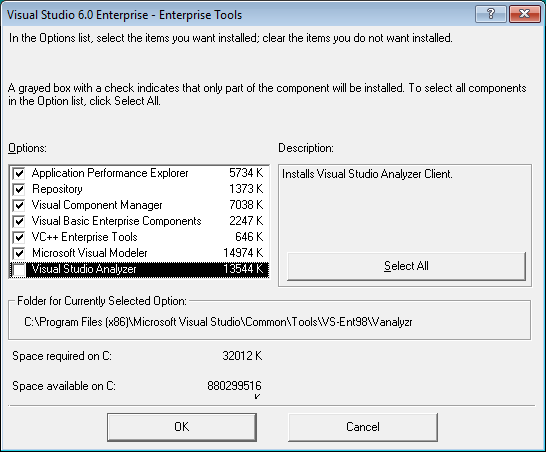 Visual Studio 6.0 Enterprise - Enterprise Tools
In the Options list, select the items you want installed; clear the items you do not want installed.
A grayed box with a check indicates that only part of the component will be installed. To select all components
in the Option list, click Select All.
Options:
Description:
Application Performance Explorer 5734 K
Repository 1373 K
Visual Component Manager 7038 K
Visual Basic Enterprise Components 2247 K
VC++ Enterprise Tools 646 K
Microsoft Visual Modeler 14974 K
Visual Studio Analyzer 13544 K
Installs Visual Studio Analyzer Client.
Select All
Folder for Currently Selected Option:
C:\Program Files (x86)\Microsoft Visual Studio\Common\Tools\VS-Ent98\Vanalyzr
Space required on C: 32012 K
Space available on C: 880299516
OK
Cancel